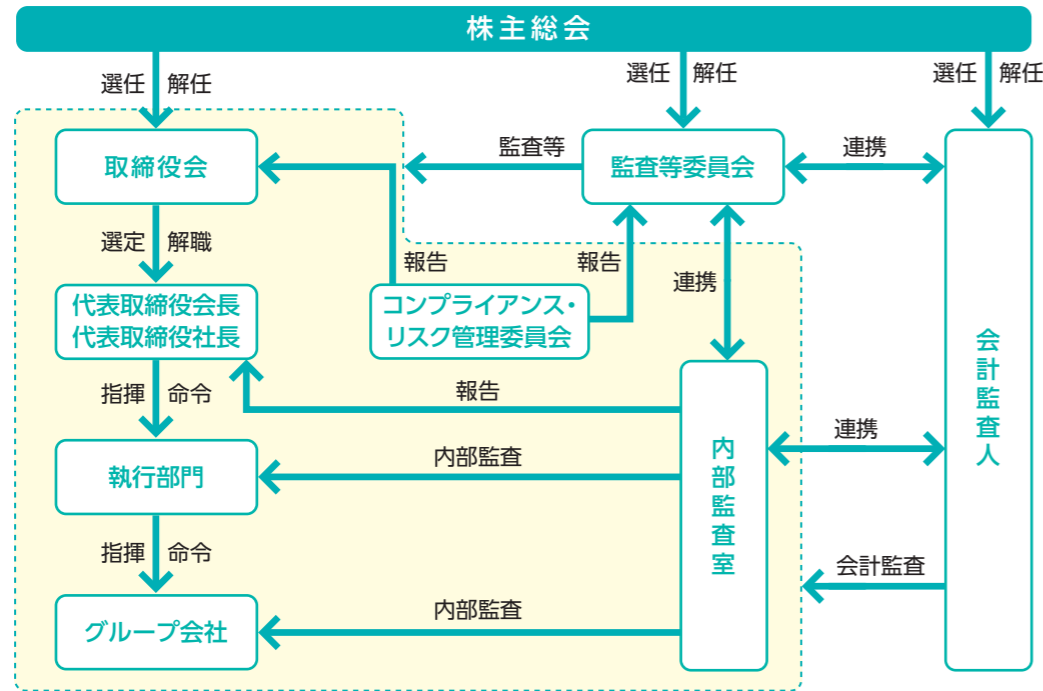 株主総会
選任 解任
選任 解任
選任 解任
取締役会
監査等
監査等委員会
連携
選定 解職
報告
報告
連携
代表取締役会長
代表取締役社長
コンプライアンス・
リスク管理委員会
指揮 命令
報告
会計監査人
執行部門
内部監査
内部監査室
連携
指揮 命令
会計監査
グループ会社
内部監査